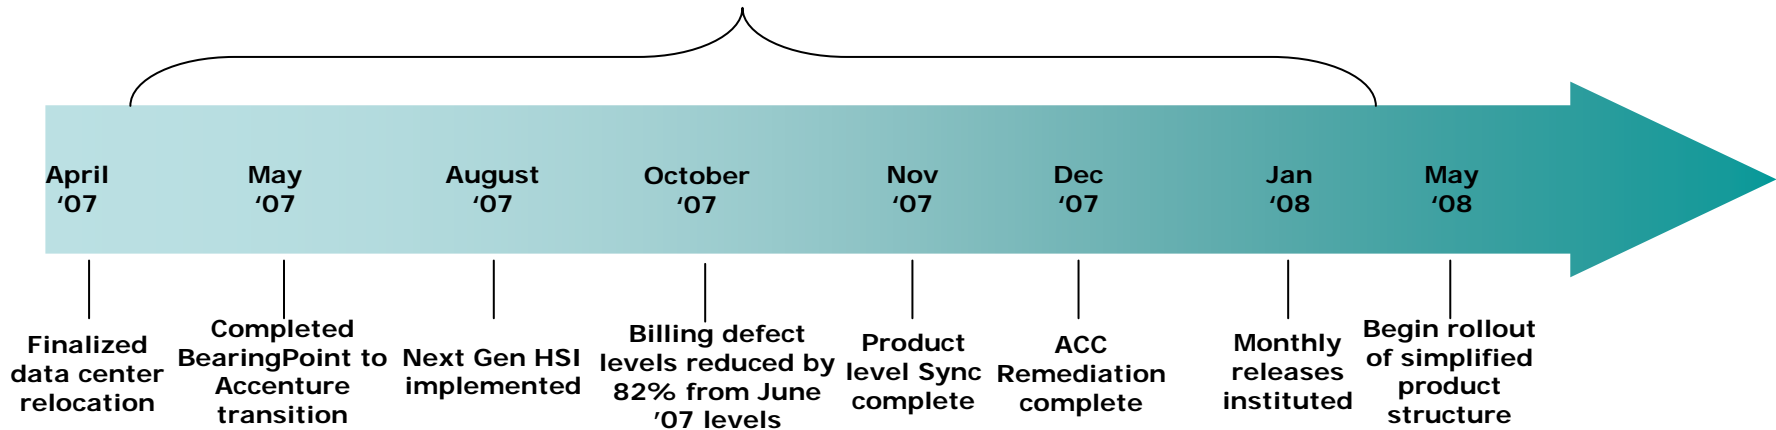 April
‘07
May
‘07
August
‘07
October
‘07
Nov
‘07
Dec
‘07
Jan
‘08
May
‘08
Finalized
data center
relocation
Completed
BearingPoint to
Accenture
transition
Next Gen HSI
implemented
Billing defect
levels reduced by
82% from June
’07 levels
Product
level Sync
complete
ACC
Remediation
complete
Monthly
releases
instituted
Begin rollout
of simplified
product
structure